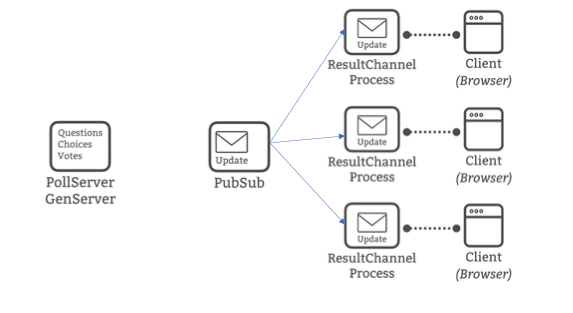 Questions
Choices
Votes
PollServer
GenServer
Update
PubSub
Update
ResultChannel
Process
Client
(Browser)
Update
ResultChannel
Process
Client
(Browser)
Update
ResultChannel
Process
Client
(Browser)